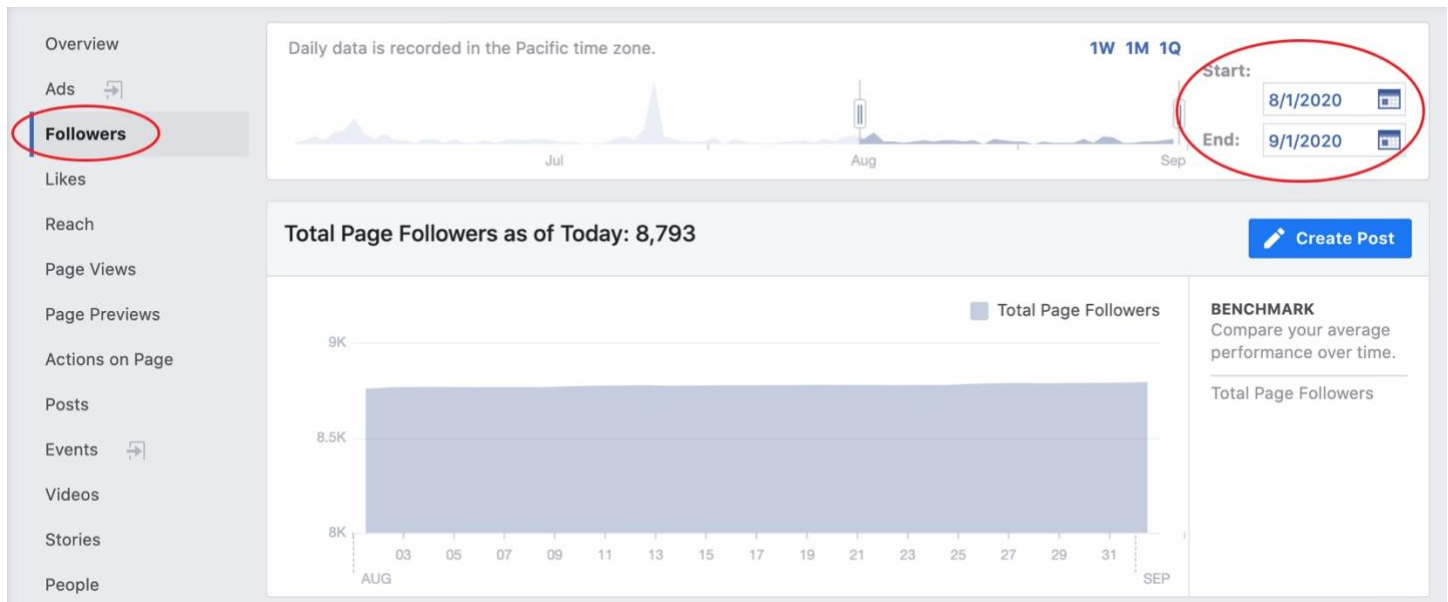 Overview
Ads
Followers
Likes
Reach
Page Views
Page Previews
Actions on Page
Posts
Events
Videos
Stories
People
Daily data is recorded in the Pacific time zone.
1W 1M 1Q
Start:
8/1/2020
End:
9/1/2020
Jul
Aug
Sep
Total Page Followers as of Today: 8,793
Create Post
Total Page Followers
9K
8.5K
8K
03 05 07 09 11 13 15 17 19 21 23 25 27 29 31
AUG
SEP
BENCHMARK
Compare your average
performance over time.
Total Page Followers